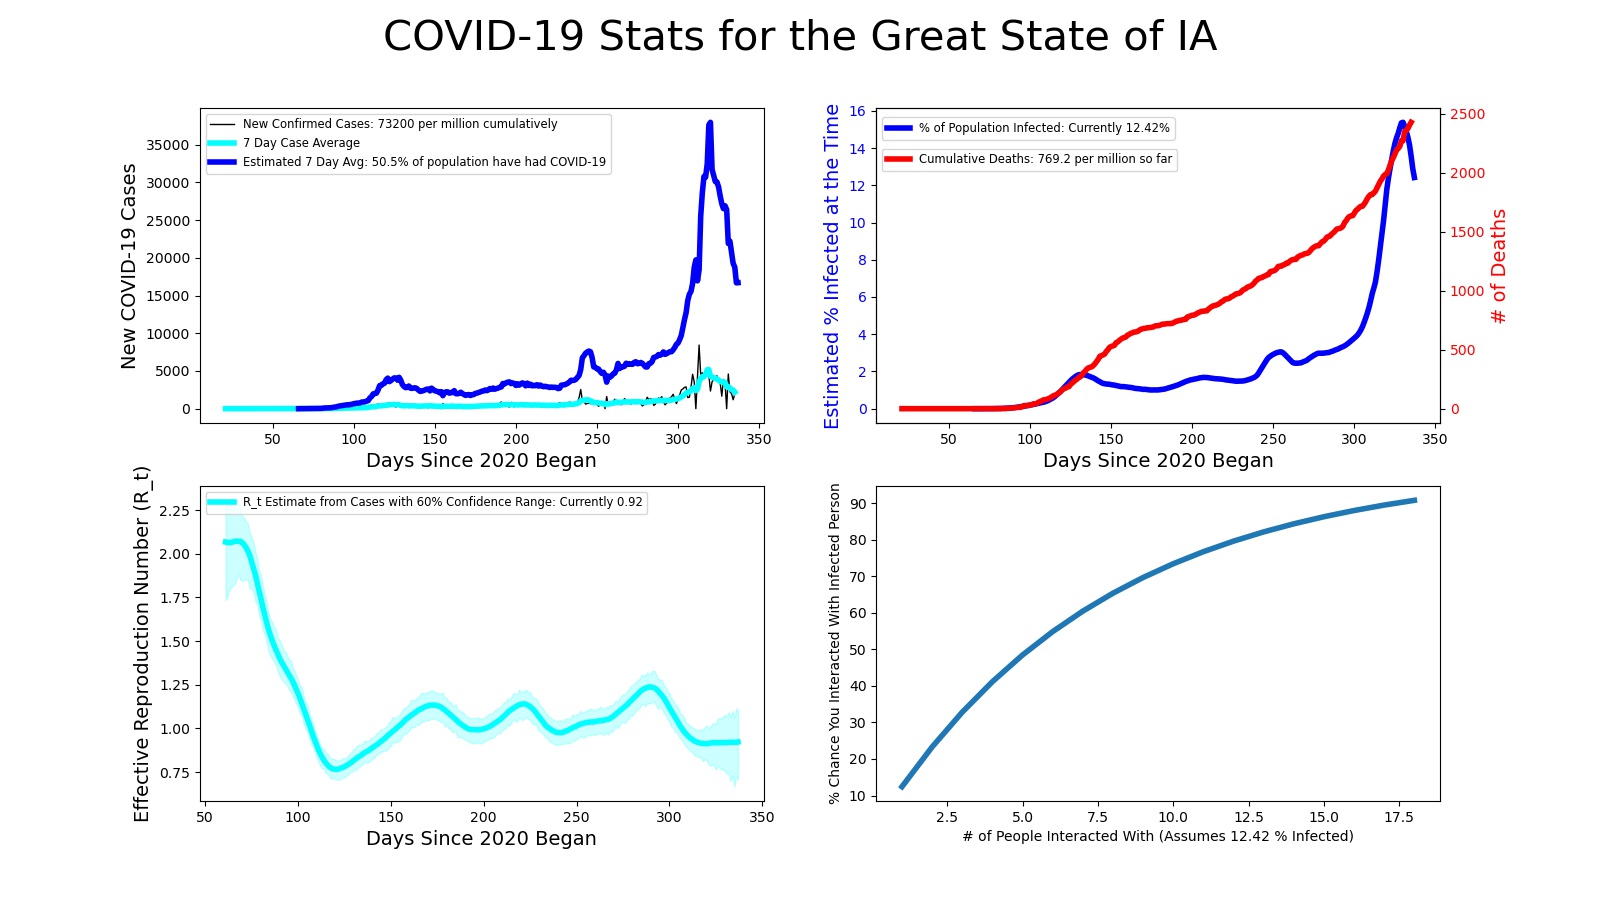 COVID-19 Stats for the Great State of IA
New COVID-19 Cases
35000
30000
25000
20000
15000
10000
5000
0
New Confirmed Cases: 73200 per million cumulatively
7 Day Case Average
Estimated 7 Day Avg: 50.5% of population have had COVID-19
50 100 150 200 250 300 350
Days Since 2020 Began
Estimated % Infected at the Time
16
14
12
10
8
6
4
2
0
% of Population Infected: Currently 12.42%
Cumulative Deaths: 769.2 per million so far
2500
2000
1500
1000
500
0
# of Deaths
50 100 150 200 250 300 350
Days Since 2020 Began
Effective Reproduction Number (R_t)
2.25
2.00
1.75
1.50
1.25
1.00
0.75
R_t Estimate from Cases with 60% Confidence Range: Currently 0.92
50 100 150 200 250 300 350
Days Since 2020 Began
% Chance You Interacted With Infected Person
90
80
70
60
50
40
30
20
10
2.5 5.0 7.5 10.0 12.5 15.0 17.5
# of People Interacted With (Assumes 12.42 % Infected)